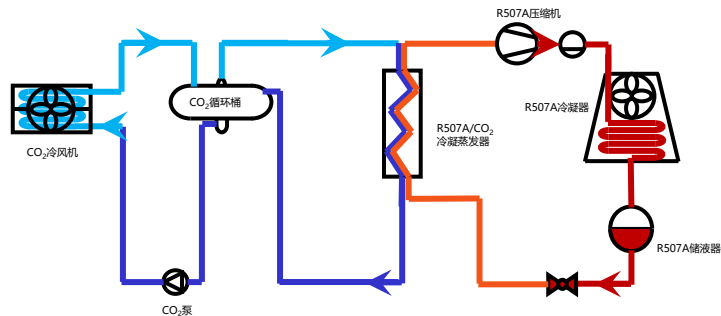 R507A压缩机
CO₂循环桶
R507A冷凝器
R507A/CO₂
冷凝蒸发器
CO₂冷风机
R507A储液器
CO₂泵